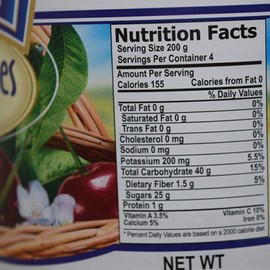 es
Nutrition Facts
Serving Size 200 g
Servings Per Container 4
Amount Per Serving
Calories 155 Calories from Fat 0
% Daily Values
Total Fat 0 g 0%
Saturated Fat 0 g 0%
Trans Fat 0 g 0%
Cholesterol 0 mg 0%
Sodium 0 mg 0%
Potassium 200 mg 5.5%
Total Carbohydrate 40 g 15%
Dietary Fiber 1.5 g 5%
Sugars 25 g
Protein 1 g
Vitamin A 3.5% Vitamin C 10%
Calcium 5% Iron 0%
* Percent Daily Values are based on a 2000 calorie diet
NET WT